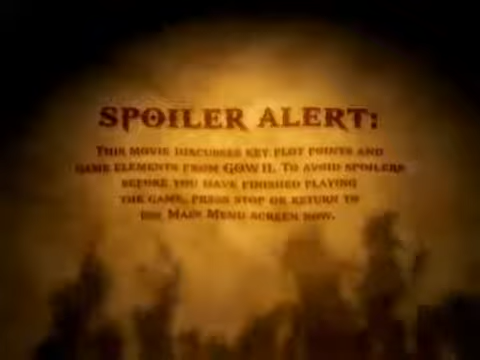 SPOILER ALERT:
THIS MOVIE DISCUSSES KEY PLOT POINTS AND
GAME ELEMENTS FROM GOW II. TO AVOID SPOILERS
BEFORE YOU HAVE FINISHED PLAYING
THE GAME, PRESS STOP OR RETURN TO
THE MAIN MENU SCREEN NOW.